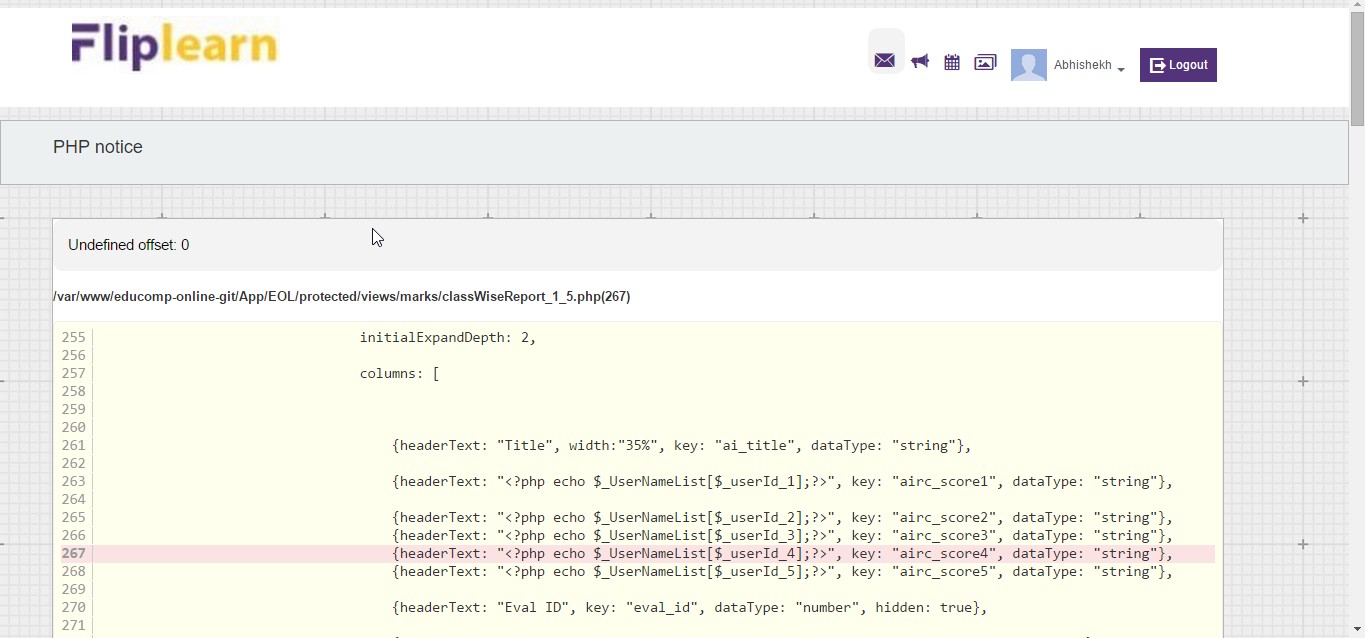 Fliplearn
Abhishekh
Logout
PHP notice
Undefined offset: 0
/var/www/educomp-online-git/App/EOL/protected/views/marks/classWiseReport_1_5.php(267)
255 initialExpandDepth: 2,
256
257 columns: [
258
259
260
261 {headerText: "Title", width:"35%", key: "ai_title", dataType: "string"},
262
263 {headerText: "<?php echo $_UserNameList[$_userId_1];?>", key: "airc_score1", dataType: "string"},
264
265 {headerText: "<?php echo $_UserNameList[$_userId_2];?>", key: "airc_score2", dataType: "string"},
266 {headerText: "<?php echo $_UserNameList[$_userId_3];?>", key: "airc_score3", dataType: "string"},
267 {headerText: "<?php echo $_UserNameList[$_userId_4];?>", key: "airc_score4", dataType: "string"},
268 {headerText: "<?php echo $_UserNameList[$_userId_5];?>", key: "airc_score5", dataType: "string"},
269
270 {headerText: "Eval ID", key: "eval_id", dataType: "number", hidden: true},
271